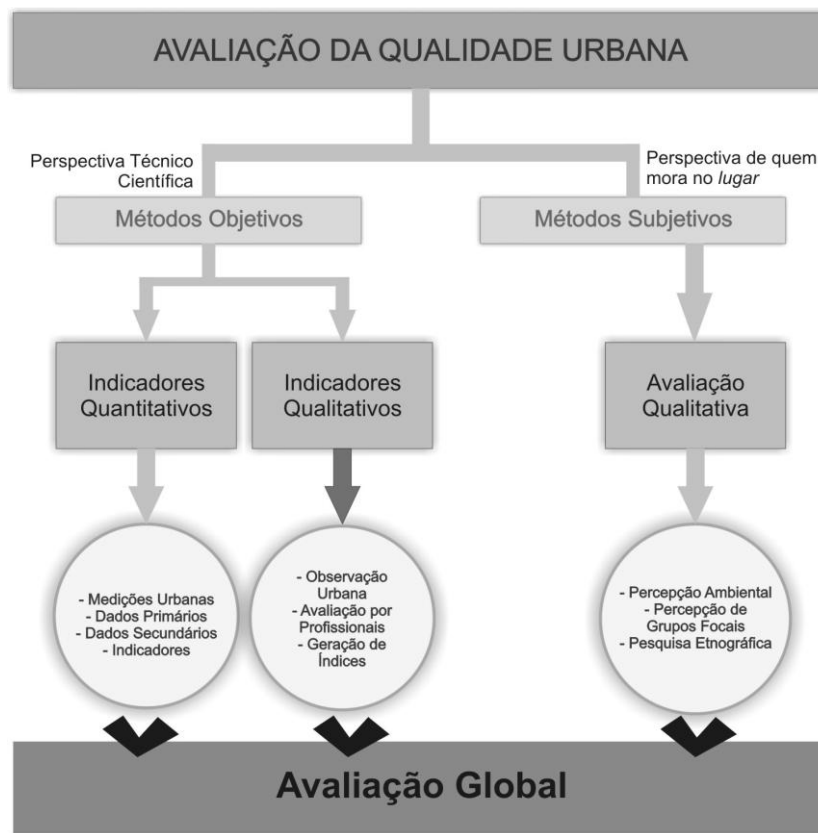 AVALIAÇÃO DA QUALIDADE URBANA
Perspectiva Técnico
Científica
Perspectiva de quem
mora no lugar
Métodos Objetivos
Métodos Subjetivos
Indicadores
Quantitativos
Indicadores
Qualitativos
Avaliação
Qualitativa
- Medições Urbanas
- Dados Primários
- Dados Secundários
- Indicadores
- Observação
Urbana
- Avaliação por
Profissionais
- Geração de
Índices
- Percepção Ambiental
- Percepção de
Grupos Focais
- Pesquisa Etnográfica
Avaliação Global